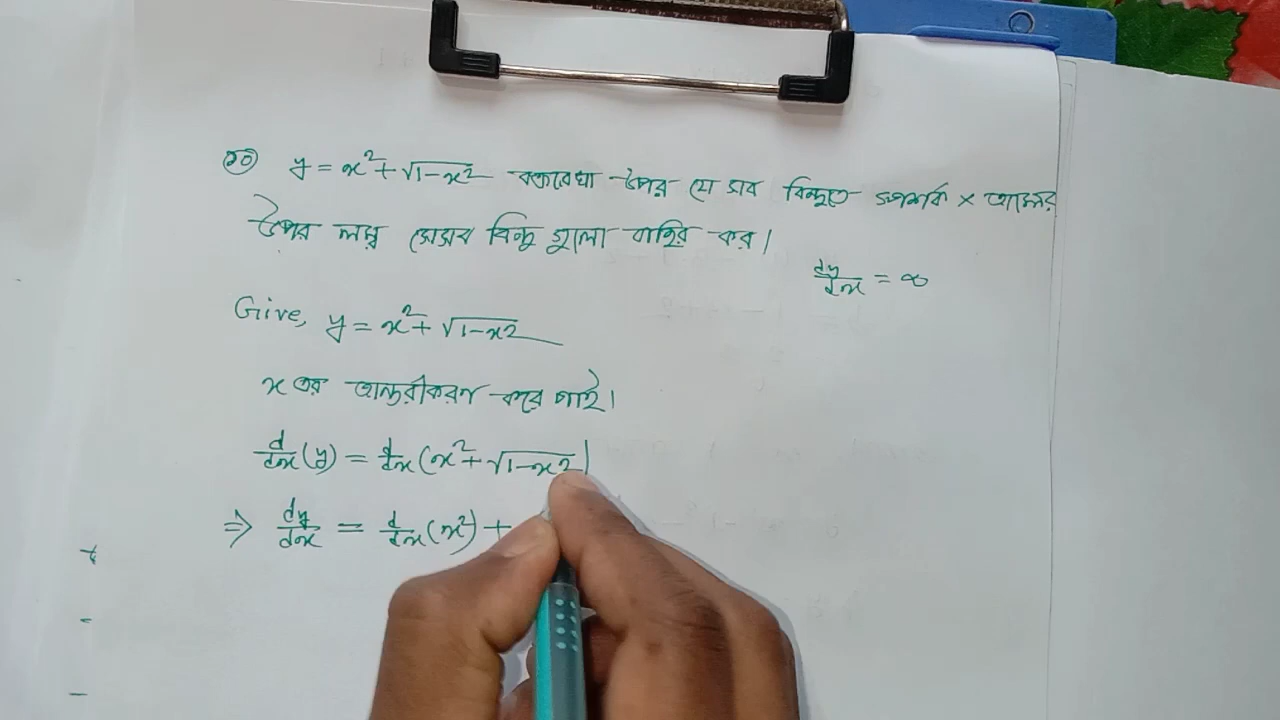 ১০) y = x² + √1-x² বক্ররেখা উপর যে সব বিন্দুতে স্পর্শক x অক্ষের
উপর লম্ব সেসব বিন্দু গুলো বাহির কর।
dy/dx = ∞
Give, y = x² + √1-x²
x এর অন্তরীকরণ করে পাই।
d/dx (y) = d/dx (x² + √1-x²)
⇒ dy/dx = d/dx (x²) +